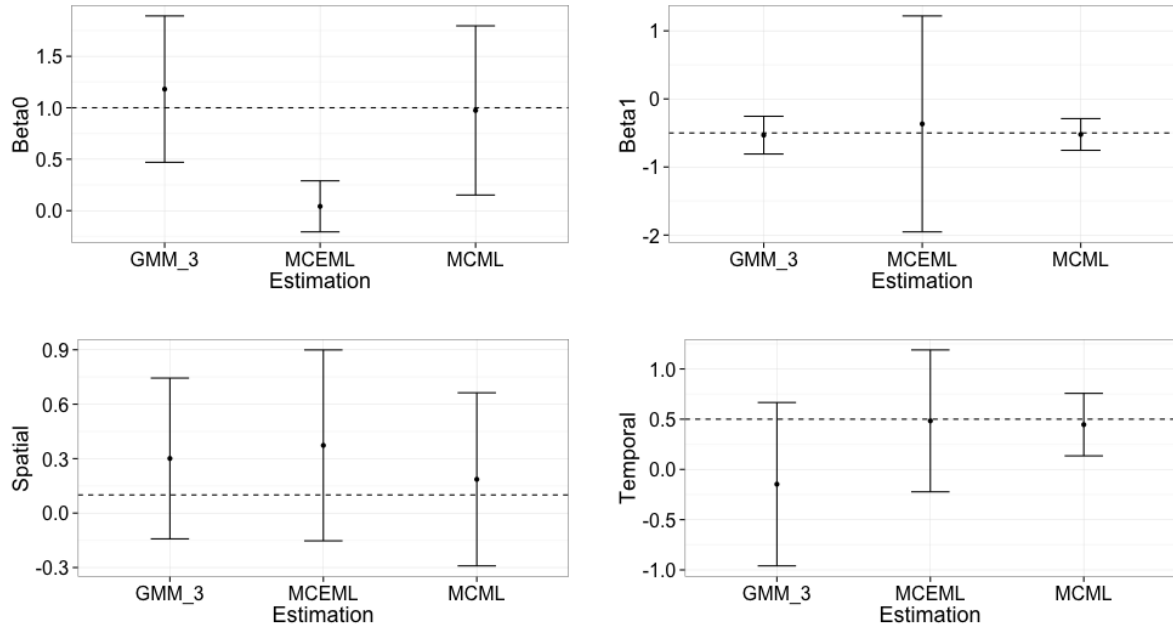 Beta0
1.5
1.0
0.5
0.0
GMM_3 MCEML MCML
Estimation
Beta1
1
0
-1
-2
GMM_3 MCEML MCML
Estimation
Spatial
0.9
0.6
0.3
0.0
-0.3
GMM_3 MCEML MCML
Estimation
Temporal
1.0
0.5
0.0
-0.5
-1.0
GMM_3 MCEML MCML
Estimation